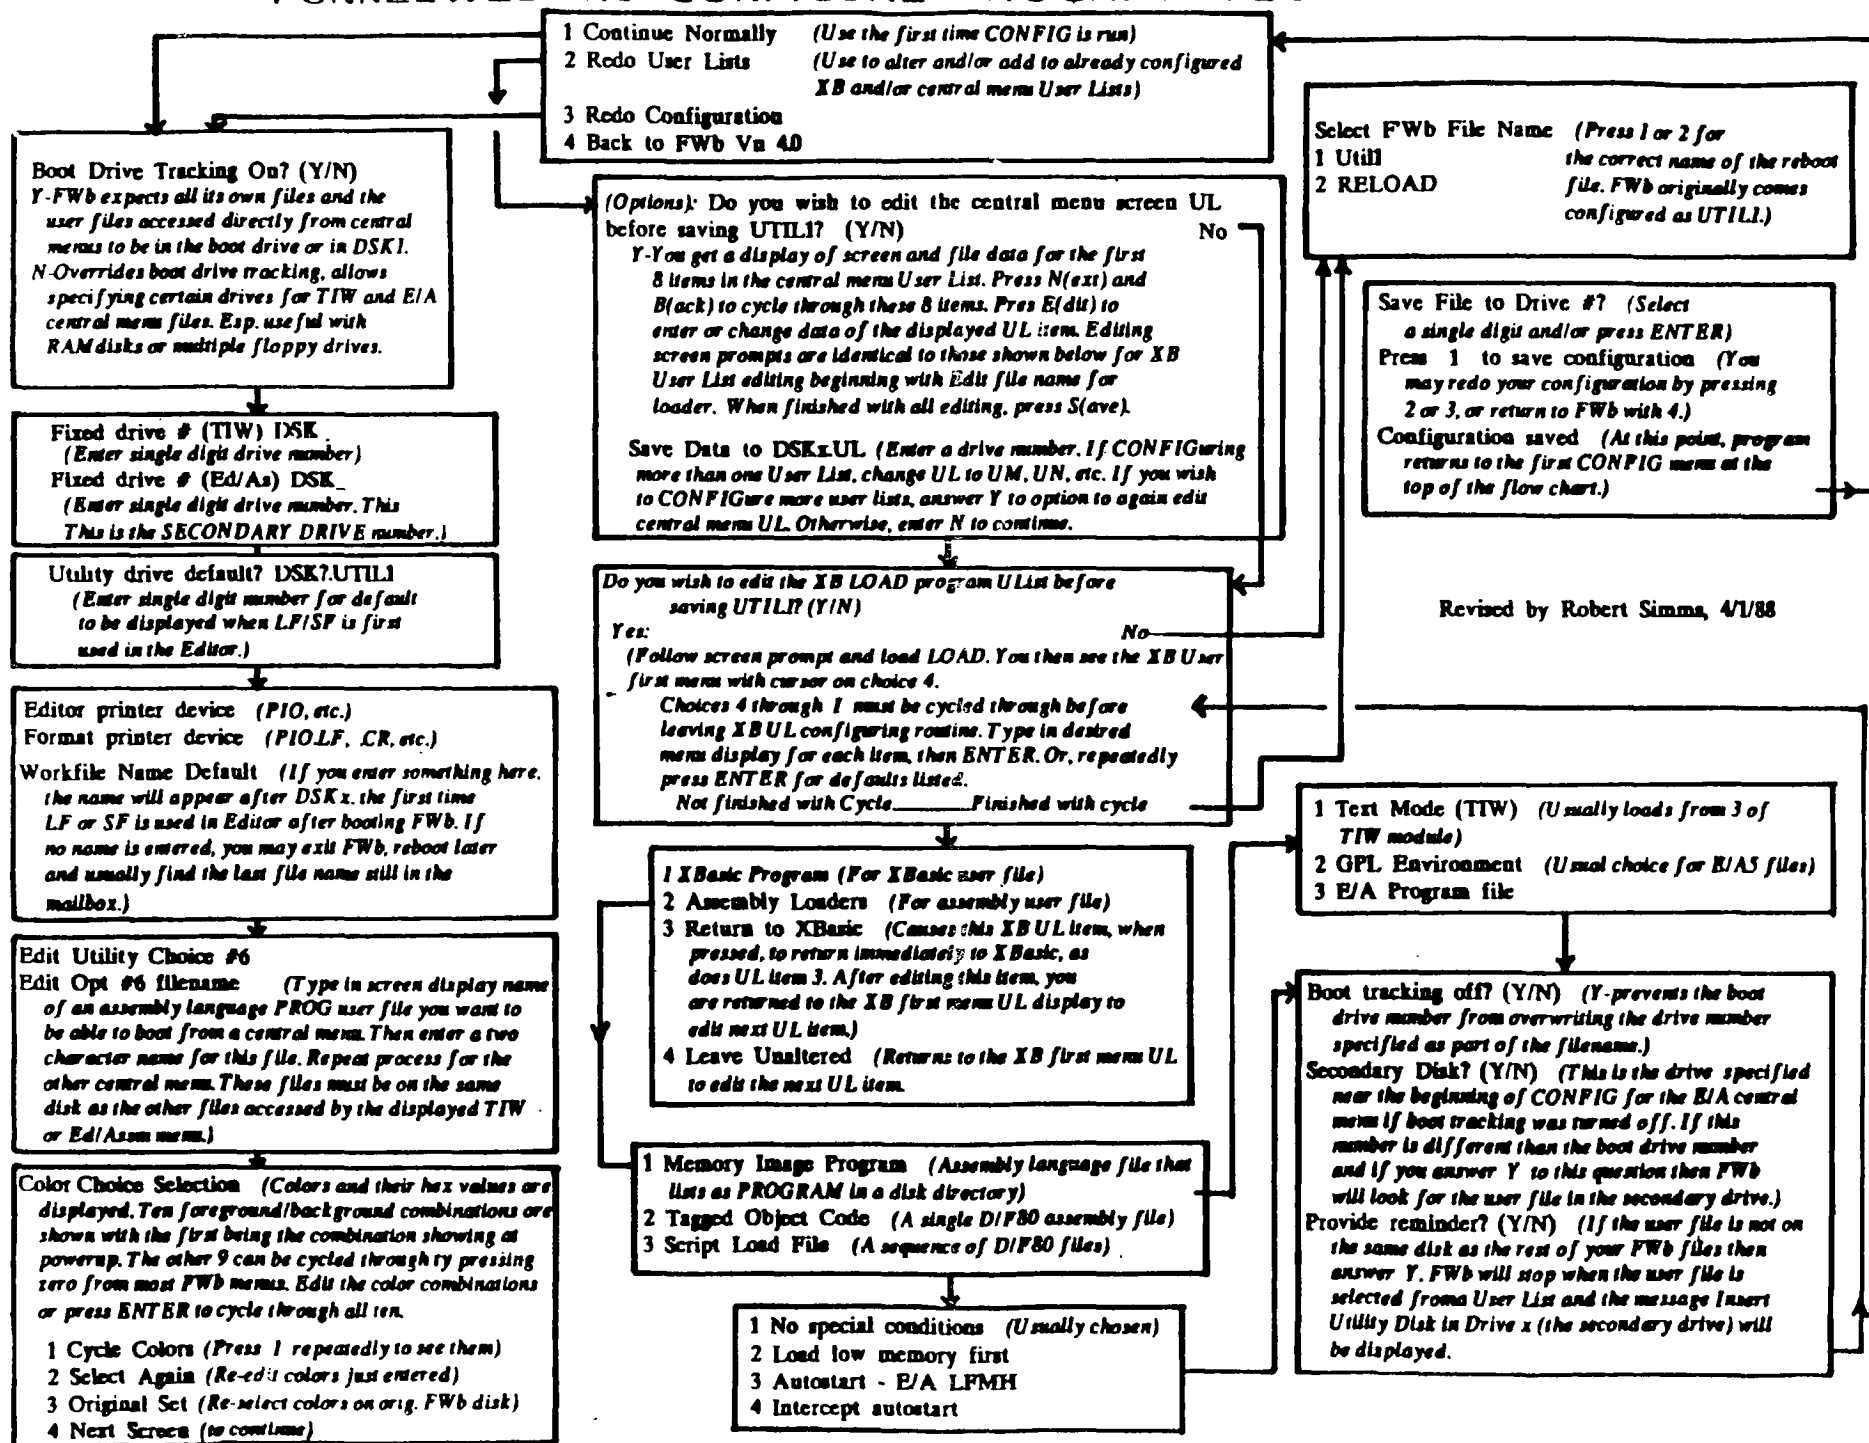 1 Continue Normally (Use the first time CONFIG is run)
2 Redo User Lists (Use to alter and/or add to already configured
XB and/or central menu User Lists)
3 Redo Configuration
4 Back to FWb Vn 4.0
Boot Drive Tracking On? (Y/N)
Y-FWb expects all its own files and the
user files accessed directly from central
menus to be in the boot drive or in DSK1.
N-Overrides boot drive tracking, allows
specifying certain drives for TIW and E/A
central menu files. Esp. useful with
RAMdisks or multiple floppy drives.
Fixed drive # (TIW) DSK_
(Enter single digit drive number)
Fixed drive # (Ed/As) DSK_
(Enter single digit drive number. This
This is the SECONDARY DRIVE number.)
Utility drive default? DSK?.UTIL1
(Enter single digit number for default
to be displayed when LF/SF is first
used in the Editor.)
Editor printer device (PIO, etc.)
Format printer device (PIO.LF, .CR, etc.)
Workfile Name Default (If you enter something here,
the name will appear after DSKx. the first time
LF or SF is used in Editor after booting FWb. If
no name is entered, you may exit FWb, reboot later
and usually find the last file name still in the
mailbox.)
Edit Utility Choice #6
Edit Opt #6 filename (Type in screen display name
of an assembly language PROG user file you want to
be able to boot from a central menu. Then enter a two
character name for this file. Repeat process for the
other central menu. These files must be on the same
disk as the other files accessed by the displayed TIW
or Ed/Assm menu.)
Color Choice Selection (Colors and their hex values are
displayed. Ten foreground/background combinations are
shown with the first being the combination showing at
powerup. The other 9 can be cycled through ty pressing
zero from most FWb menus. Edit the color combinations
or press ENTER to cycle through all ten.
1 Cycle Colors (Press 1 repeatedly to see them)
2 Select Again (Re-edit colors just entered)
3 Original Set (Re-select colors on orig. FWb disk)
4 Next Screen (to continue)
(Options): Do you wish to edit the central menu screen UL
before saving UTIL1? (Y/N) No
Y-You get a display of screen and file data for the first
8 items in the central menu User List. Press N(ext) and
B(ack) to cycle through these 8 items. Pres E(dit) to
enter or change data of the displayed UL item. Editing
screen prompts are identical to those shown below for XB
User List editing beginning with Edit file name for
loader. When finished with all editing, press S(ave).
Save Data to DSKx.UL (Enter a drive number. If CONFIGuring
more than one User List, change UL to UM, UN, etc. If you wish
to CONFIGure more user lists, answer Y to option to again edit
central menu UL. Otherwise, enter N to continue.
Do you wish to edit the XB LOAD program UList before
saving UTIL1? (Y/N)
Yes: No
(Follow screen prompt and load LOAD. You then see the XB User
first menu with cursor on choice 4.
Choices 4 through 1 must be cycled through before
leaving XB UL configuring routine. Type in desired
menu display for each item, then ENTER. Or, repeatedly
press ENTER for defaults listed.
Not finished with Cycle Finished with cycle
1 XBasic Program (For XBasic user file)
2 Assembly Loaders (For assembly user file)
3 Return to XBasic (Causes this XB UL item, when
pressed, to return immediately to XBasic, as
does UL item 3. After editing this item, you
are returned to the XB first menu UL display to
edit next UL item.)
4 Leave Unaltered (Returns to the XB first menu UL
to edit the next UL item.
1 Memory Image Program (Assembly language file that
lists as PROGRAM in a disk directory)
2 Tagged Object Code (A single D/F80 assembly file)
3 Script Load File (A sequence of D/F80 files)
1 No special conditions (Usually chosen)
2 Load low memory first
3 Autostart - E/A LFMH
4 Intercept autostart
Select FWb File Name (Press 1 or 2 for
1 Util1 the correct name of the reboot
2 RELOAD file. FWb originally comes
configured as UTIL1.)
Save File to Drive #? (Select
a single digit and/or press ENTER)
Press 1 to save configuration (You
may redo your configuration by pressing
2 or 3, or return to FWb with 4.)
Configuration saved (At this point, program
returns to the first CONFIG menu at the
top of the flow chart.)
Revised by Robert Simms, 4/1/88
1 Text Mode (TIW) (Usually loads from 3 of
TIW module)
2 GPL Environment (Usual choice for E/A5 files)
3 E/A Program file
Boot tracking off? (Y/N) (Y-prevents the boot
drive number from overwriting the drive number
specified as part of the filename.)
Secondary Disk? (Y/N) (This is the drive specified
near the beginning of CONFIG for the E/A central
menu if boot tracking was turned off. If this
number is different than the boot drive number
and if you answer Y to this question then FWb
will look for the user file in the secondary drive.)
Provide reminder? (Y/N) (If the user file is not on
the same disk as the rest of your FWb files then
answer Y. FWb will stop when the user file is
selected froma User List and the message Insert
Utility Disk in Drive x (the secondary drive) will
be displayed.